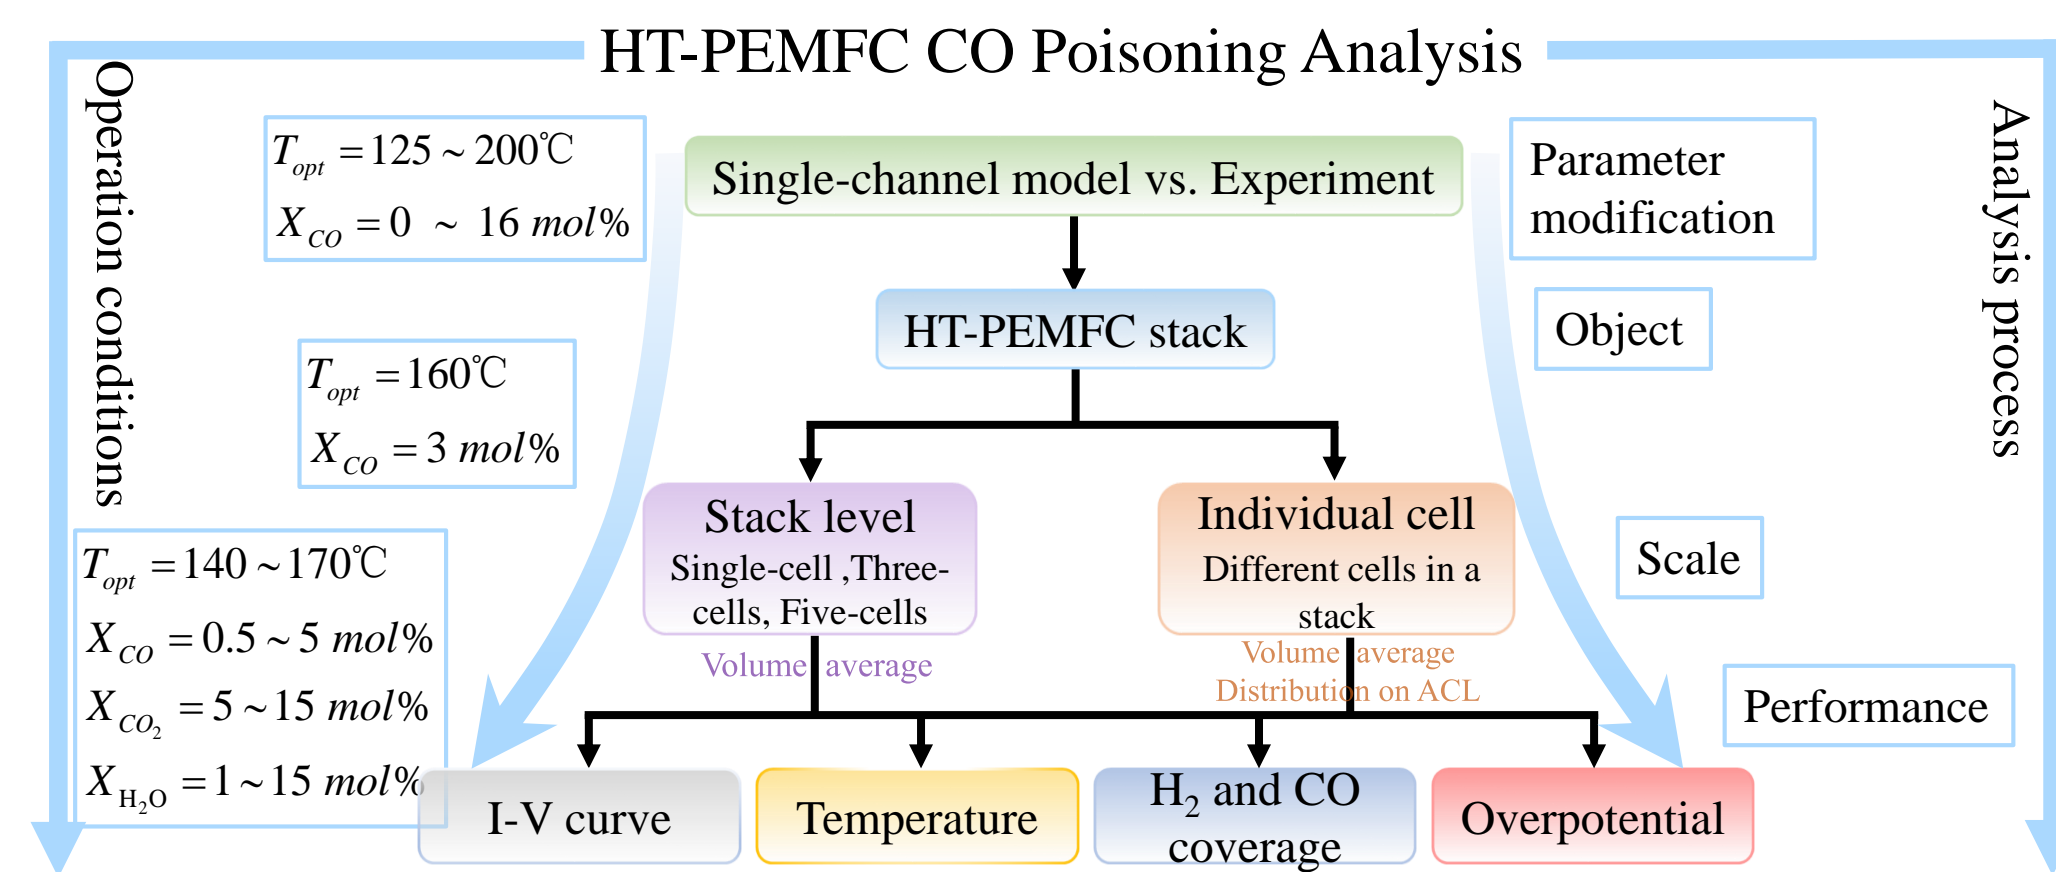 HT-PEMFC CO Poisoning Analysis
Operation conditions
T_opt = 125 ~ 200℃
X_CO = 0 ~ 16 mol%
T_opt = 160℃
X_CO = 3 mol%
T_opt = 140 ~ 170℃
X_CO = 0.5 ~ 5 mol%
X_CO₂ = 5 ~ 15 mol%
X_H₂O = 1 ~ 15 mol%
Single-channel model vs. Experiment
HT-PEMFC stack
Stack level
Single-cell ,Three-
cells, Five-cells
Volume average
Individual cell
Different cells in a
stack
Volume average
Distribution on ACL
I-V curve
Temperature
H₂ and CO
coverage
Overpotential
Parameter
modification
Object
Scale
Performance
Analysis process